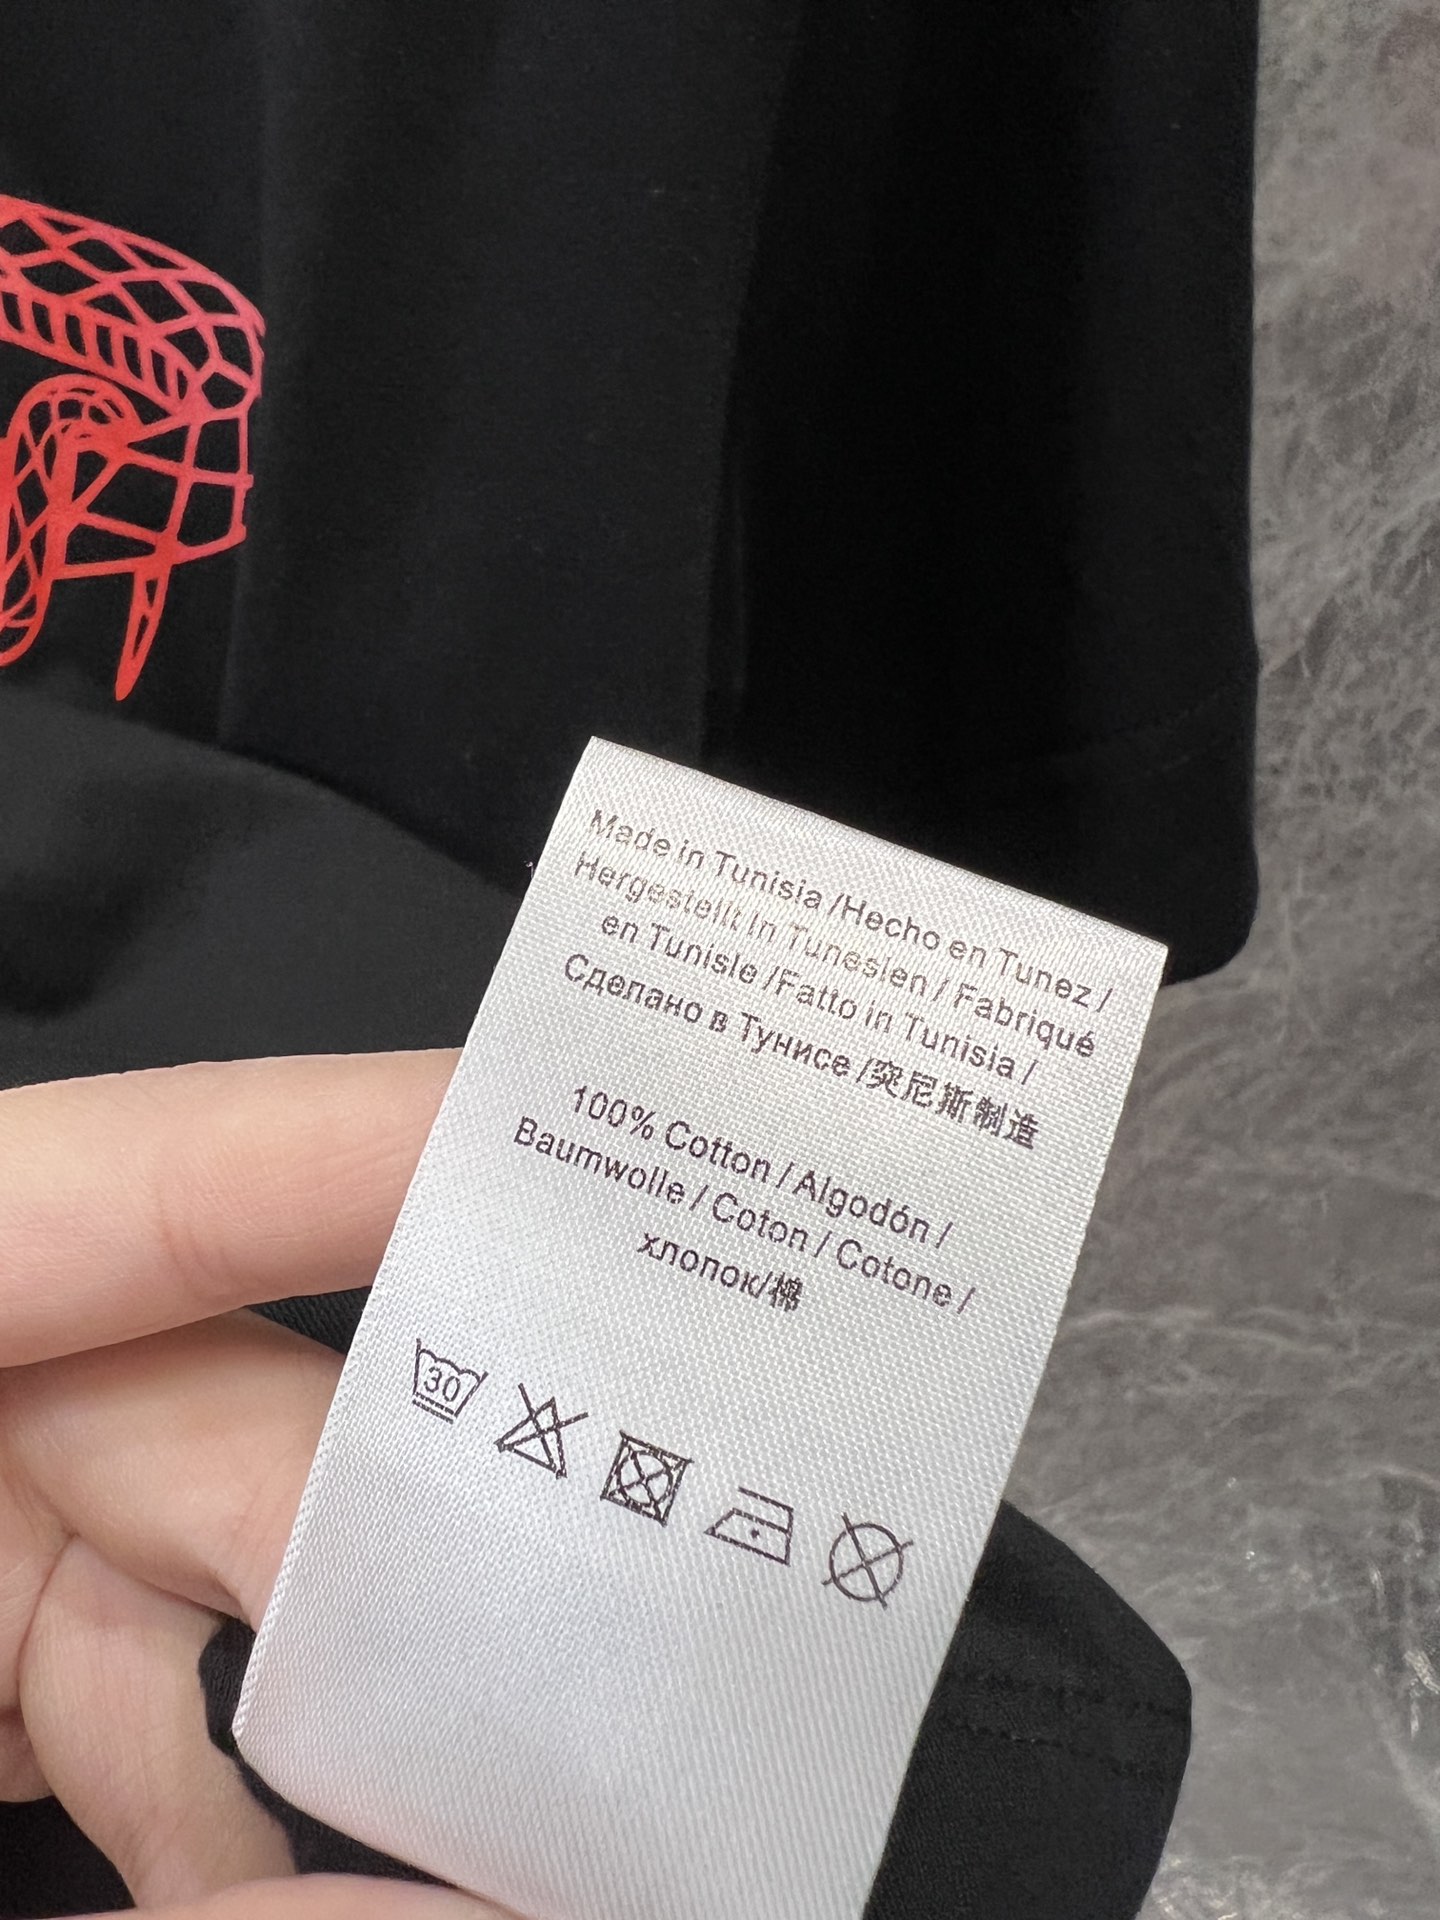 Made in Tunisia /Hecho en Tunez /
Hergestellt in Tunesien / Fabriqué
en Tunisle /Fatto in Tunisia /
Сделано в Тунисе /突尼斯制造
100% Cotton / Algodón /
Baumwolle / Coton / Cotone /
хлопок/棉
30